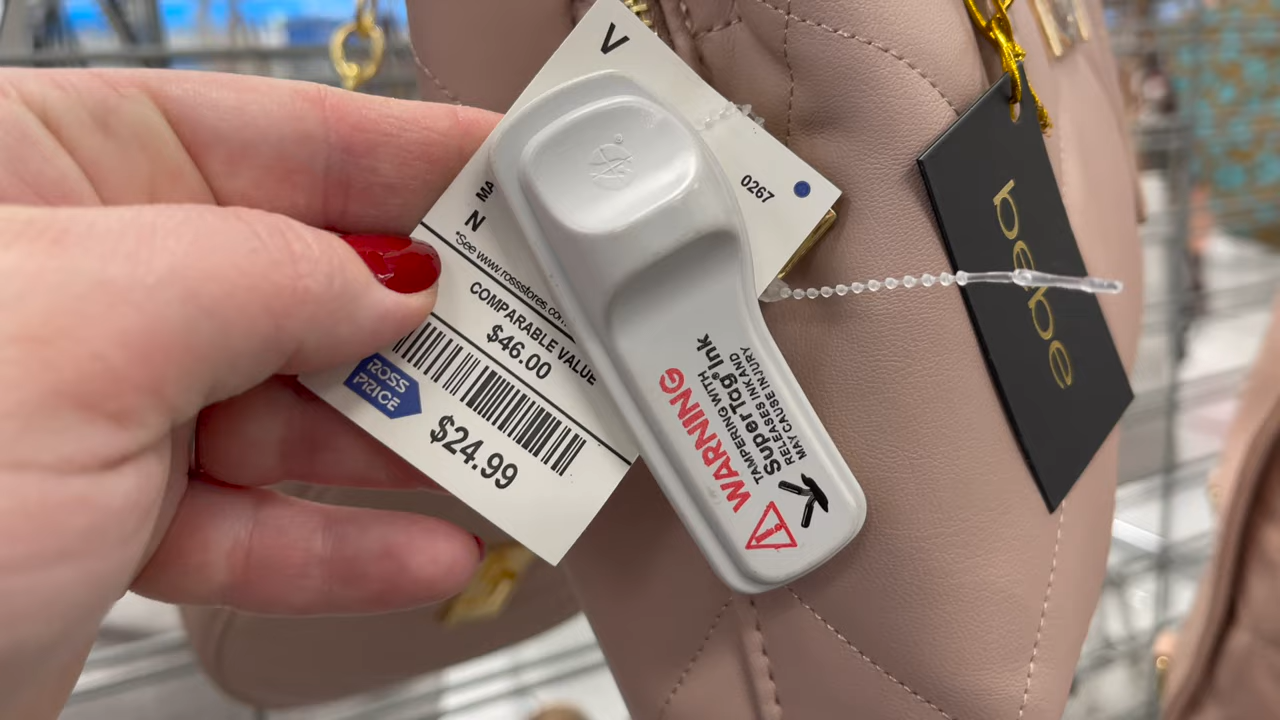 V
MA
N
0267
*See www.rossstores.com
COMPARABLE VALUE
$46.00
ROSS
PRICE
$24.99
WARNING
TAMPERING WITH
SuperTag® Ink
RELEASES INK AND
MAY CAUSE INJURY
bebe